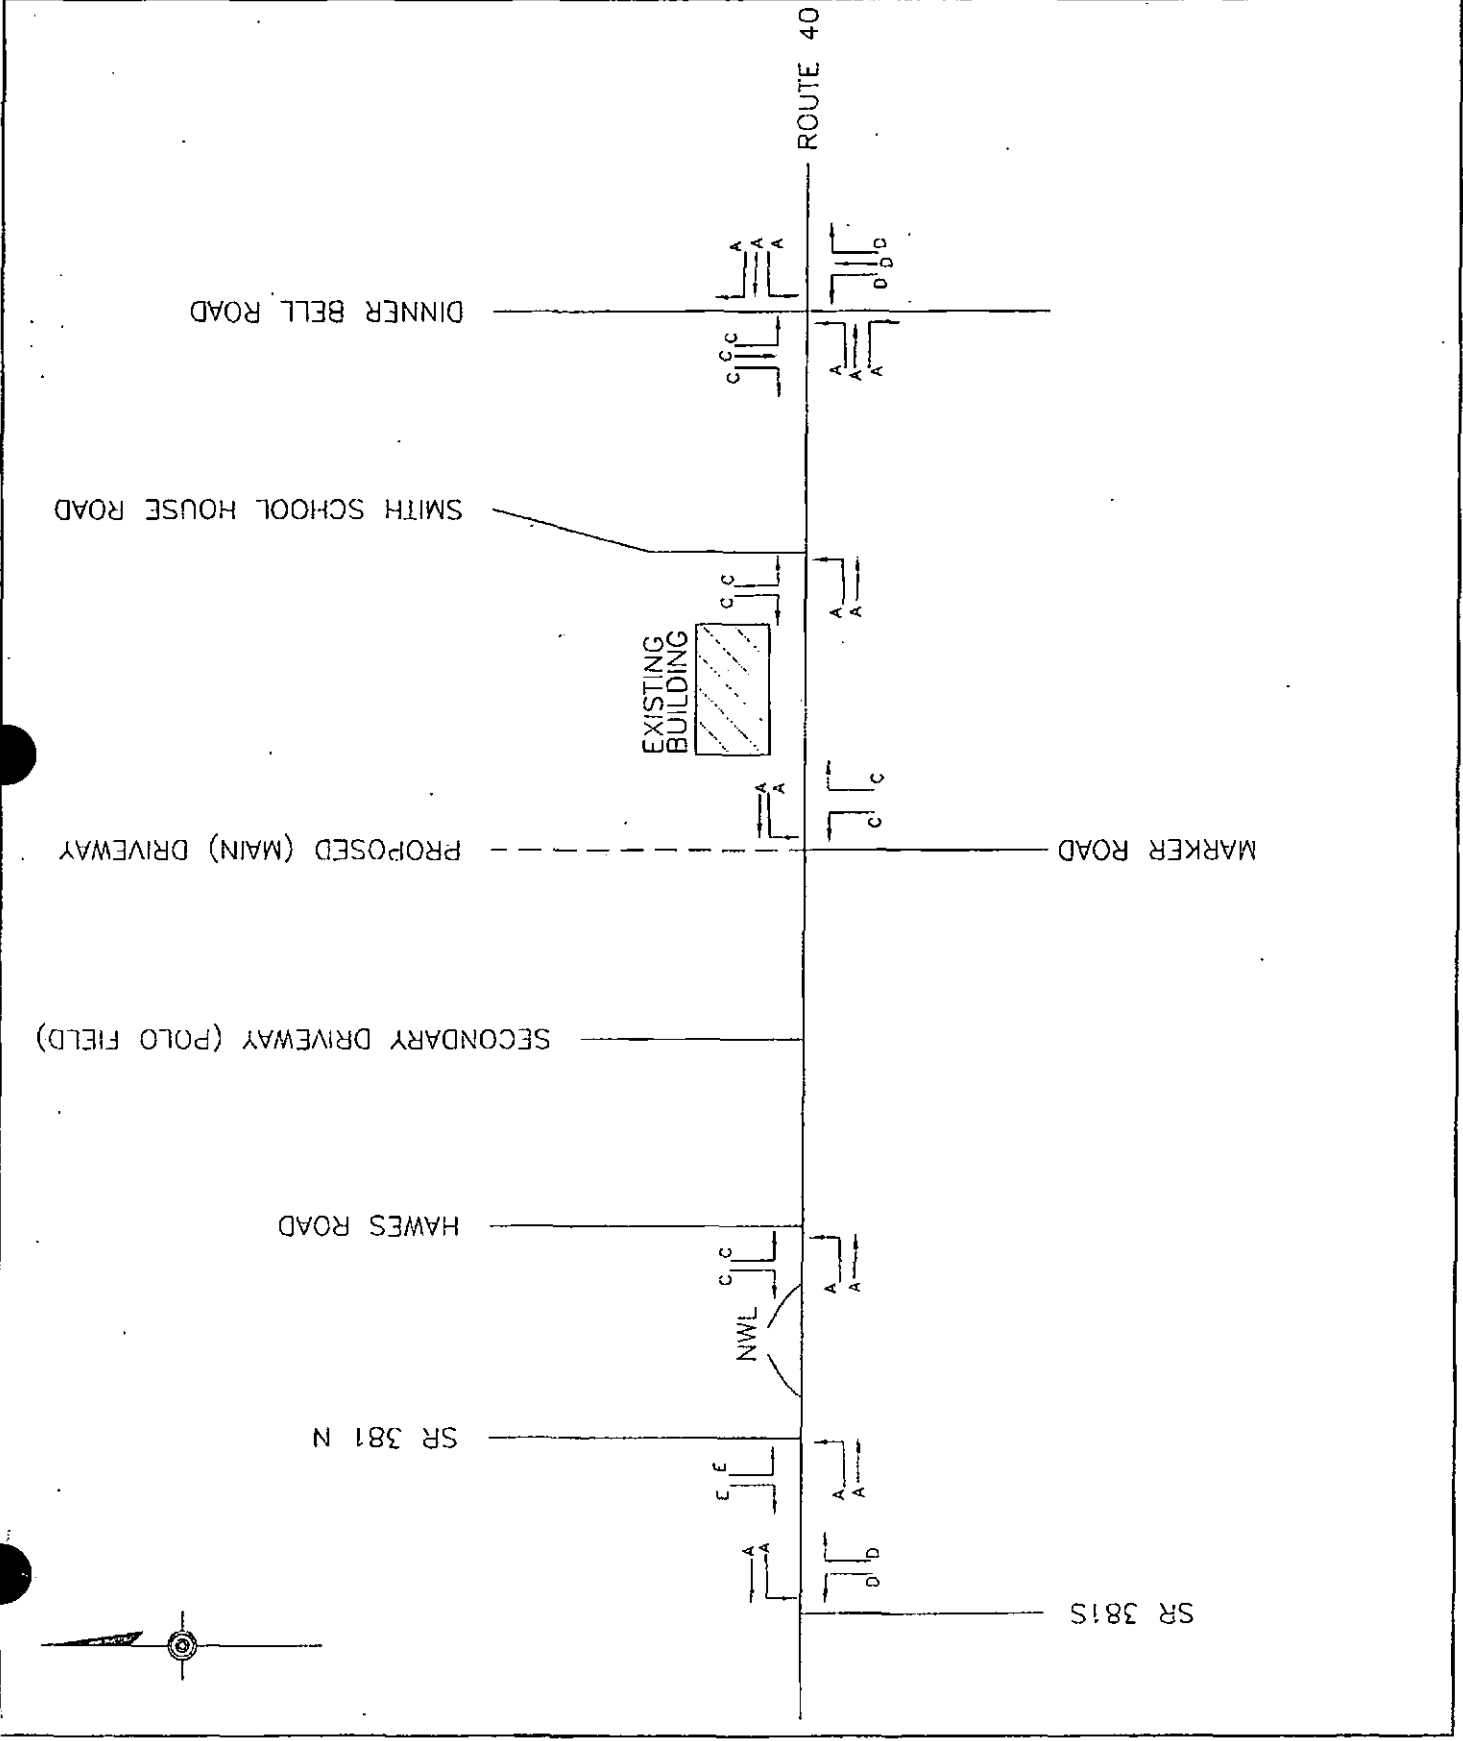 ROUTE 40
A
A
A
D
D
D
DINNER BELL ROAD
C
C
C
A
A
A
SMITH SCHOOL HOUSE ROAD
C
C
A
A
EXISTING
BUILDING
A
A
C
C
PROPOSED (MAIN) DRIVEWAY
MARKER ROAD
SECONDARY DRIVEWAY (POLO FIELD)
HAWES ROAD
C
C
A
A
NWL
SR 381 N
E
E
A
A
A
A
D
D
SR 381S